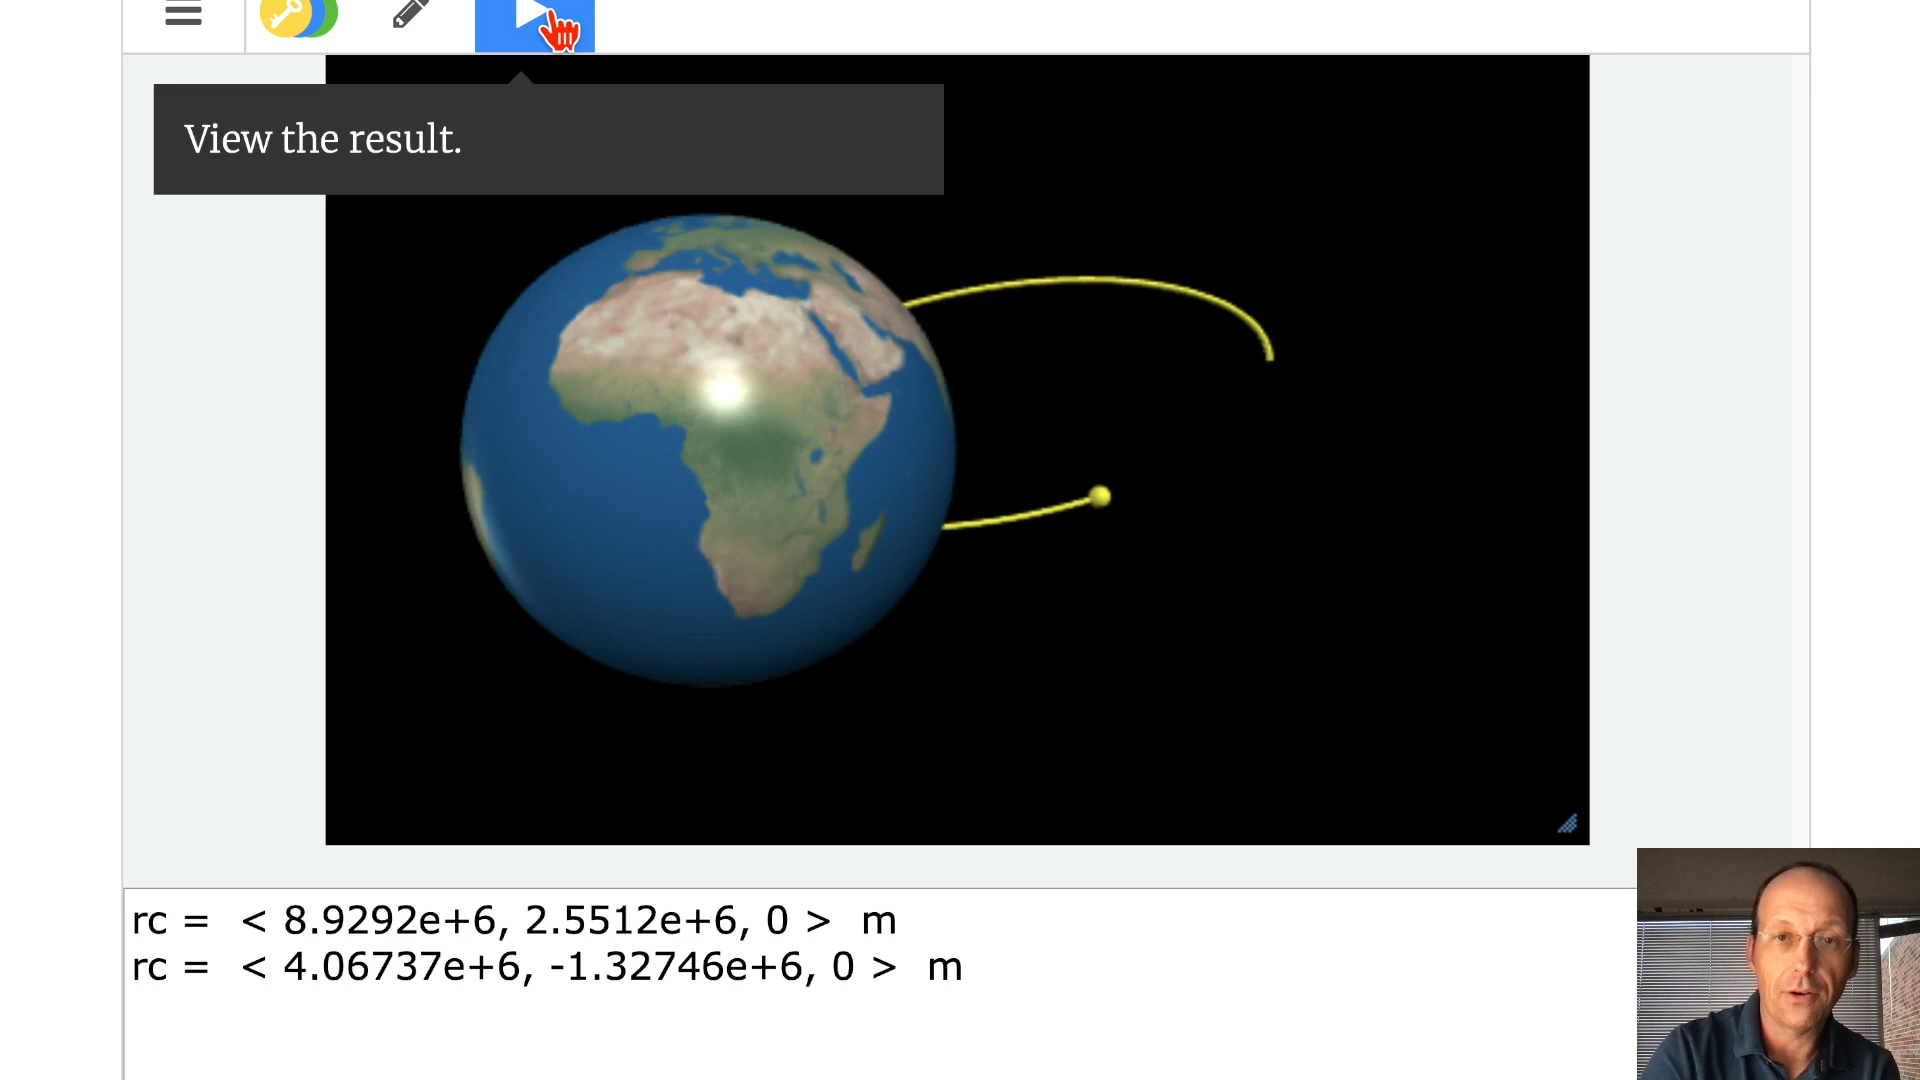 View the result.
rc =  < 8.9292e+6, 2.5512e+6, 0 >  m
rc =  < 4.06737e+6, -1.32746e+6, 0 >  m